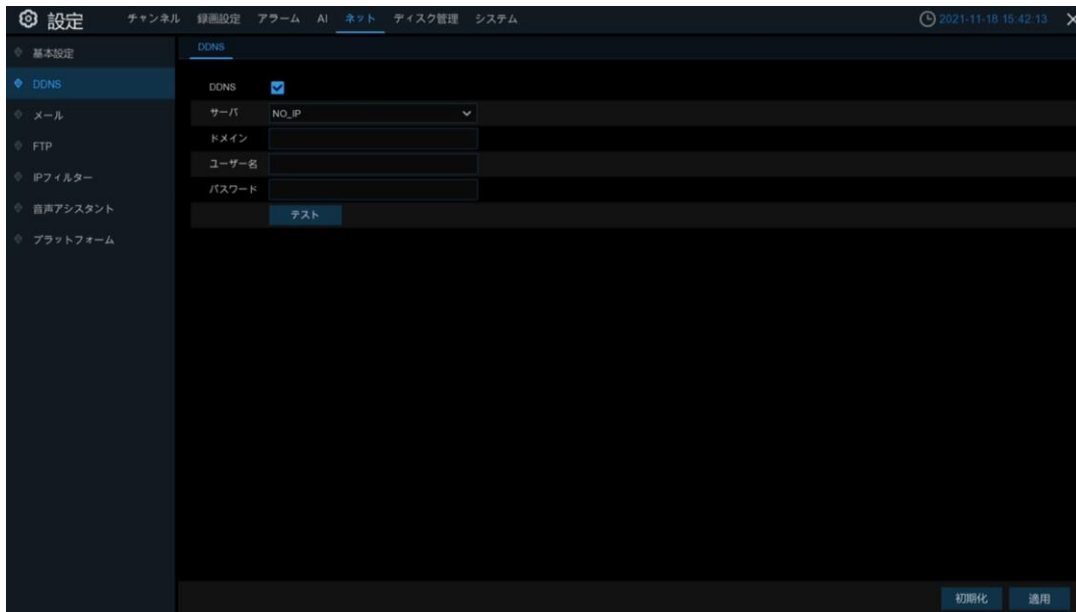 設定 チャンネル 録画設定 アラーム AI ネット ディスク管理 システム 2021-11-18 15:42:13
基本設定
DDNS
メール
FTP
IPフィルター
音声アシスタント
プラットフォーム
DDNS
DDNS
サーバ NO_IP
ドメイン
ユーザー名
パスワード
テスト
初期化 適用